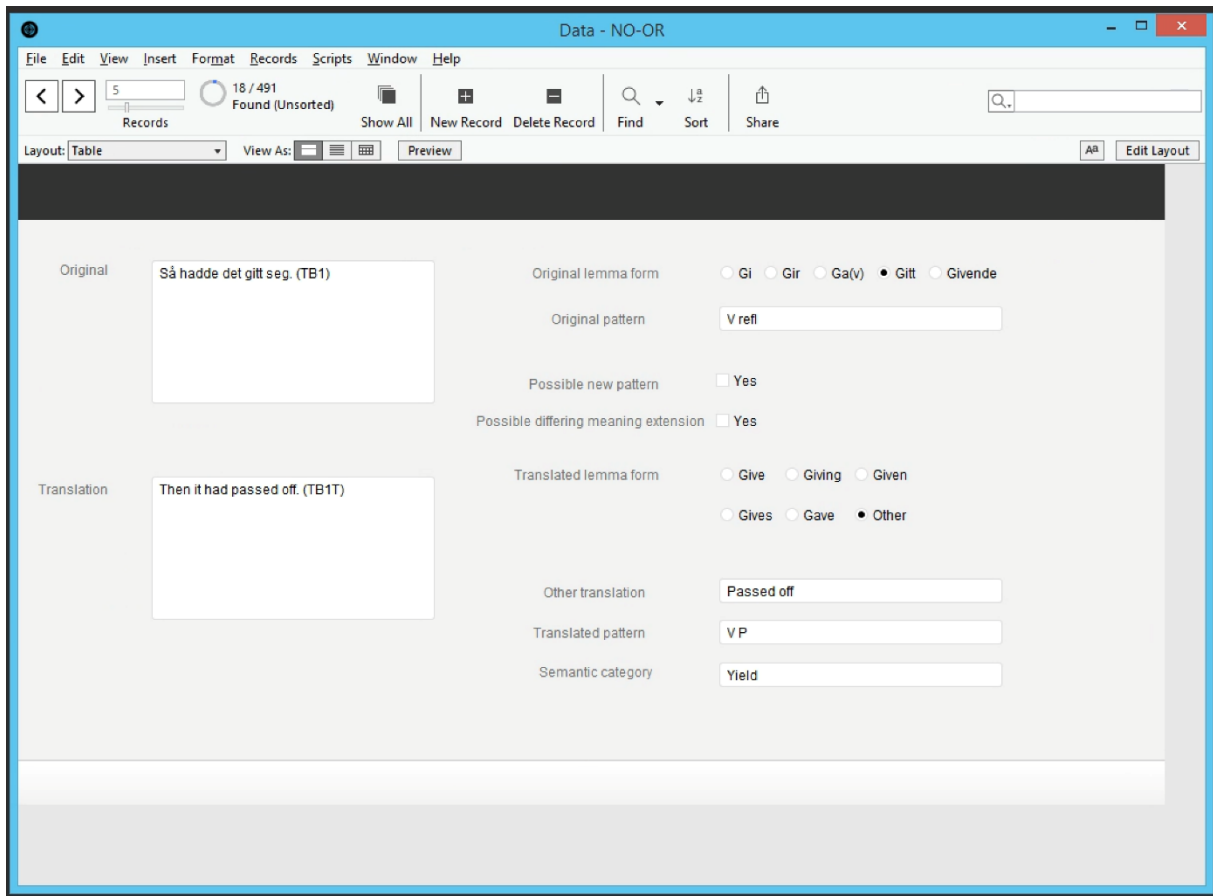 Data - NO-OR
File Edit View Insert Format Records Scripts Window Help
5
18 / 491
Found (Unsorted)
Records
Show All New Record Delete Record Find Sort Share
Layout: Table View As: Preview Aa Edit Layout
Original
Så hadde det gitt seg. (TB1)
Original lemma form Gi Gir Ga(v) Gitt Givende
Original pattern V refl
Possible new pattern Yes
Possible differing meaning extension Yes
Translation
Then it had passed off. (TB1T)
Translated lemma form Give Giving Given
Gives Gave Other
Other translation Passed off
Translated pattern V P
Semantic category Yield